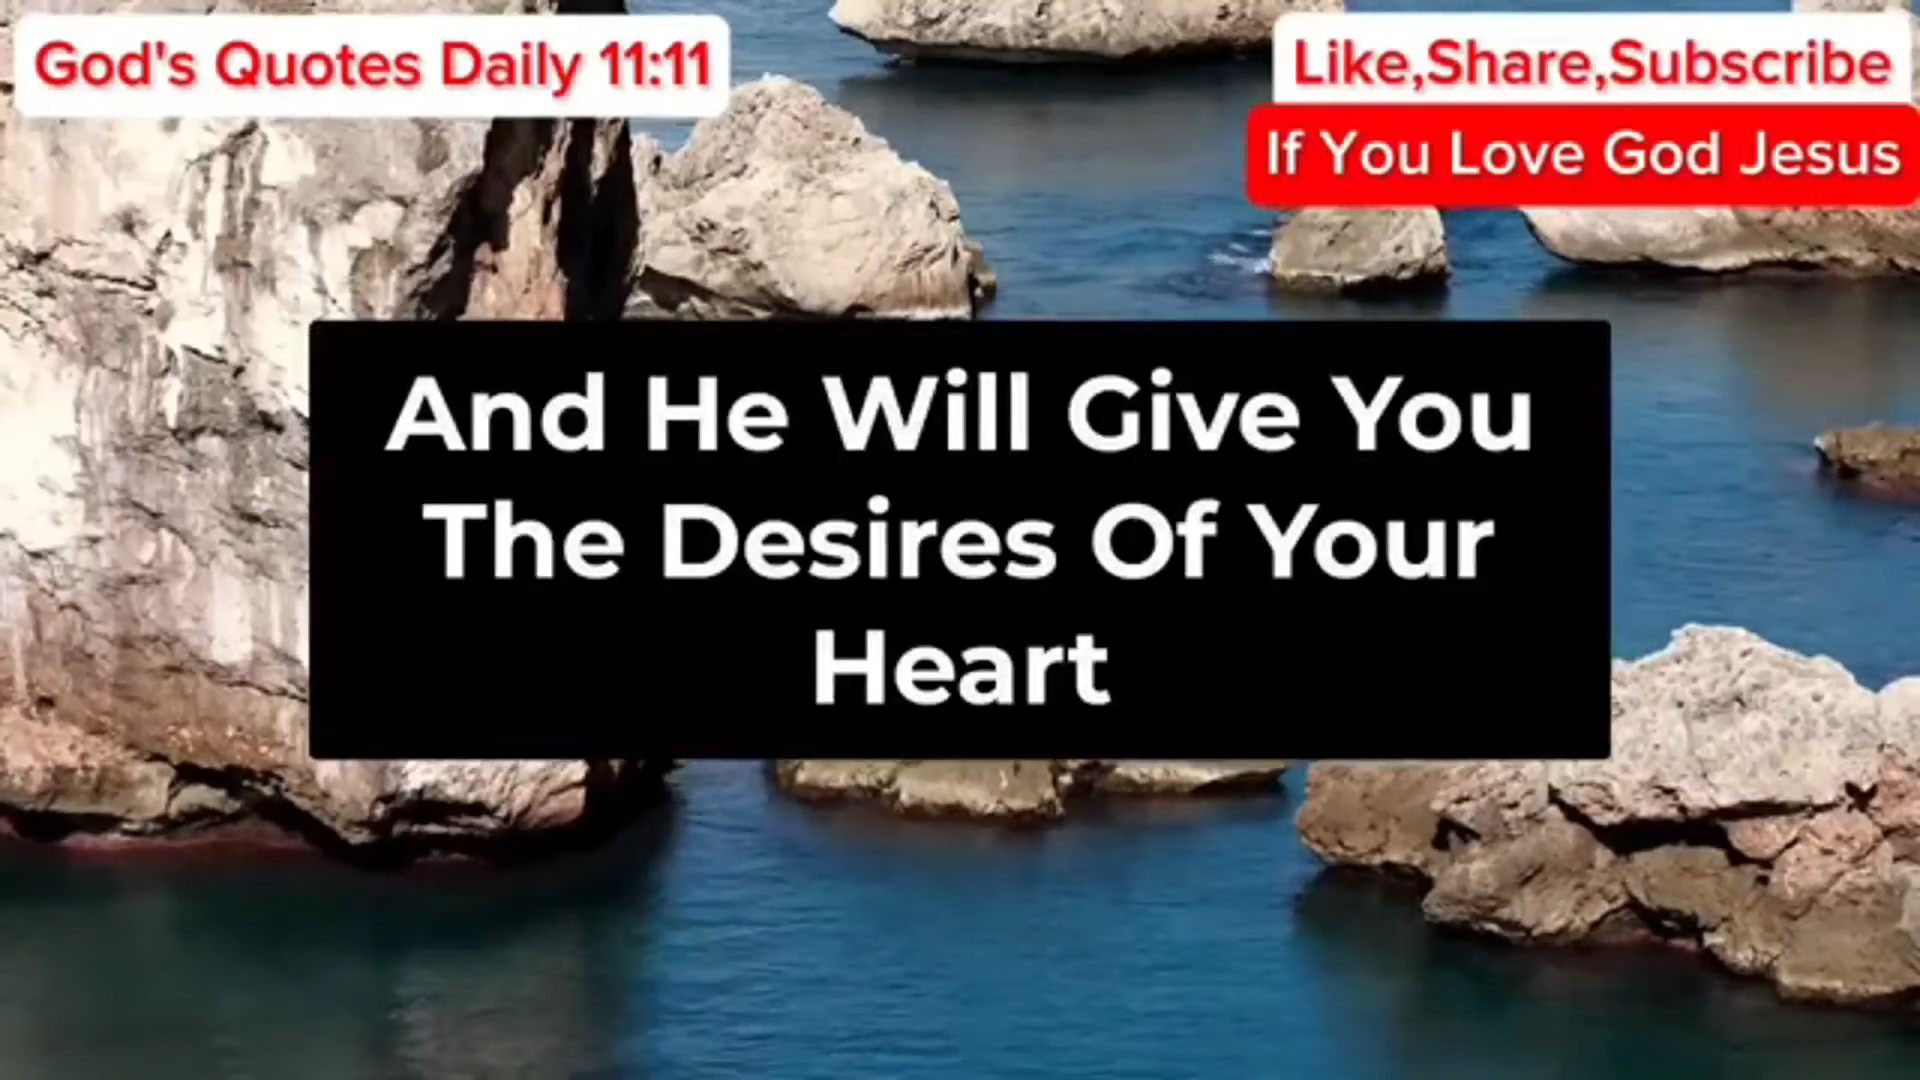 God's Quotes Daily 11:11
Like,Share,Subscribe
If You Love God Jesus
And He Will Give You
The Desires Of Your
Heart